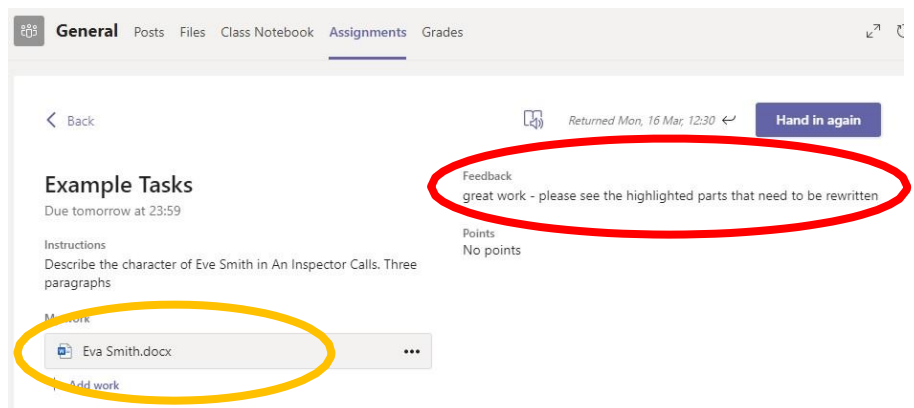 General Posts Files Class Notebook Assignments Grades
Back
Returned Mon, 16 Mar, 12:30
Hand in again
Example Tasks
Due tomorrow at 23:59
Instructions
Describe the character of Eve Smith in An Inspector Calls. Three
paragraphs
My work
Eva Smith.docx
Add work
Feedback
great work - please see the highlighted parts that need to be rewritten
Points
No points